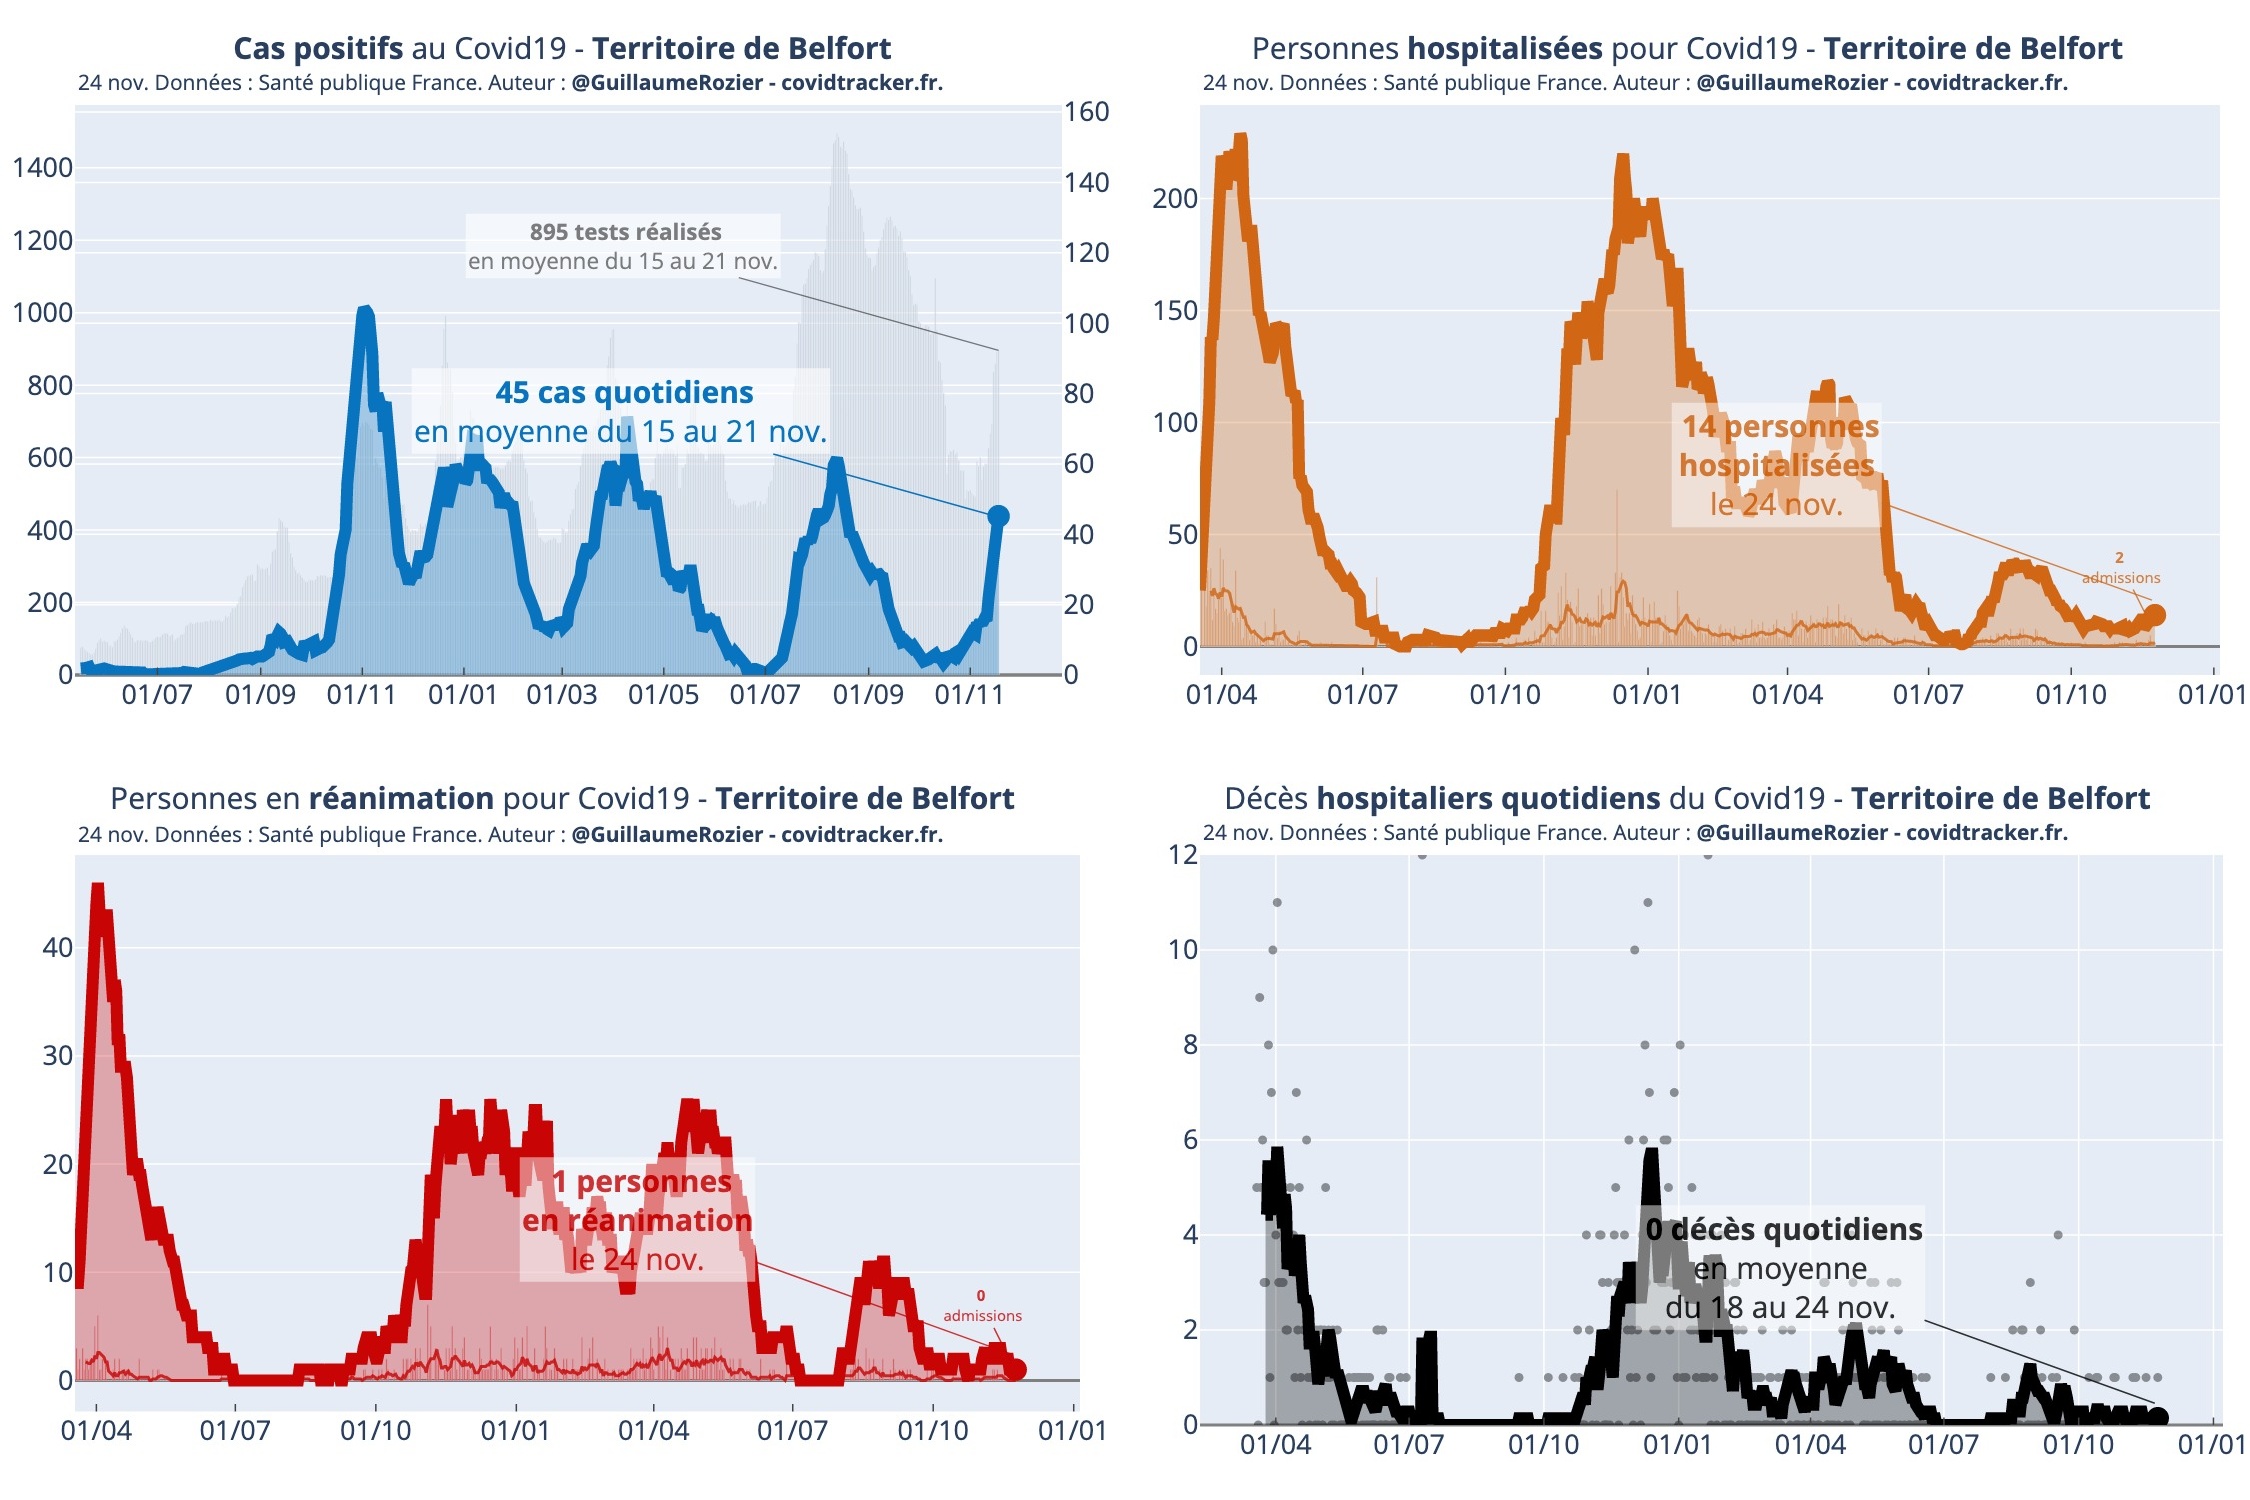 Cas positifs au Covid19 - Territoire de Belfort
24 nov. Données : Santé publique France. Auteur : @GuillaumeRozier - covidtracker.fr.
1400
1200
1000
800
600
400
200
0
160
140
120
100
80
60
40
20
0
895 tests réalisés
en moyenne du 15 au 21 nov.
45 cas quotidiens
en moyenne du 15 au 21 nov.
01/07 01/09 01/11 01/01 01/03 01/05 01/07 01/09 01/11
Personnes hospitalisées pour Covid19 - Territoire de Belfort
24 nov. Données : Santé publique France. Auteur : @GuillaumeRozier - covidtracker.fr.
200
150
100
50
0
14 personnes
hospitalisées
le 24 nov.
2
admissions
01/04 01/07 01/10 01/01 01/04 01/07 01/10 01/01
Personnes en réanimation pour Covid19 - Territoire de Belfort
24 nov. Données : Santé publique France. Auteur : @GuillaumeRozier - covidtracker.fr.
40
30
20
10
0
1 personnes
en réanimation
le 24 nov.
0
admissions
01/04 01/07 01/10 01/01 01/04 01/07 01/10 01/01
Décès hospitaliers quotidiens du Covid19 - Territoire de Belfort
24 nov. Données : Santé publique France. Auteur : @GuillaumeRozier - covidtracker.fr.
12
10
8
6
4
2
0
0 décès quotidiens
en moyenne
du 18 au 24 nov.
01/04 01/07 01/10 01/01 01/04 01/07 01/10 01/01